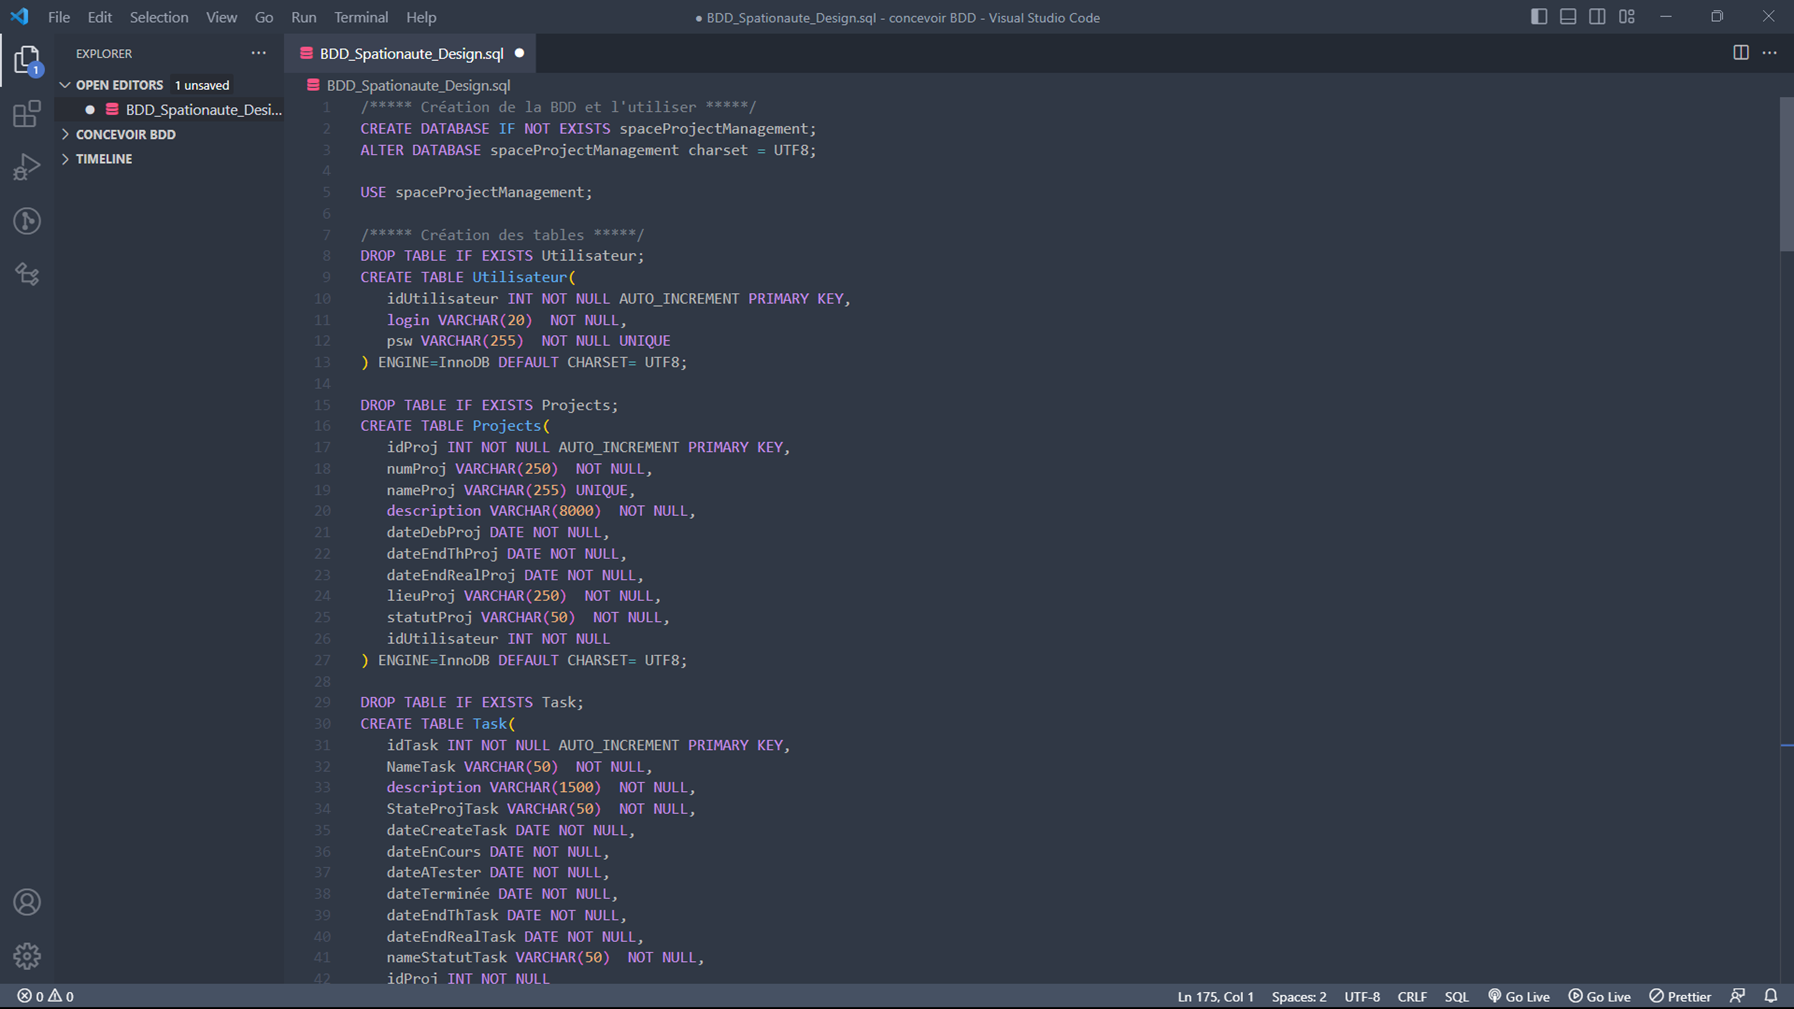 File Edit Selection View Go Run Terminal Help
● BDD_Spationaute_Design.sql - concevoir BDD - Visual Studio Code
EXPLORER
OPEN EDITORS 1 unsaved
BDD_Spationaute_Desi...
CONCEVOIR BDD
TIMELINE
1
BDD_Spationaute_Design.sql
BDD_Spationaute_Design.sql
1 /***** Création de la BDD et l'utiliser *****/
2 CREATE DATABASE IF NOT EXISTS spaceProjectManagement;
3 ALTER DATABASE spaceProjectManagement charset = UTF8;
4
5 USE spaceProjectManagement;
6
7 /***** Création des tables *****/
8 DROP TABLE IF EXISTS Utilisateur;
9 CREATE TABLE Utilisateur(
10 idUtilisateur INT NOT NULL AUTO_INCREMENT PRIMARY KEY,
11 login VARCHAR(20)  NOT NULL,
12 psw VARCHAR(255)  NOT NULL UNIQUE
13 ) ENGINE=InnoDB DEFAULT CHARSET= UTF8;
14
15 DROP TABLE IF EXISTS Projects;
16 CREATE TABLE Projects(
17 idProj INT NOT NULL AUTO_INCREMENT PRIMARY KEY,
18 numProj VARCHAR(250)  NOT NULL,
19 nameProj VARCHAR(255) UNIQUE,
20 description VARCHAR(8000)  NOT NULL,
21 dateDebProj DATE NOT NULL,
22 dateEndThProj DATE NOT NULL,
23 dateEndRealProj DATE NOT NULL,
24 lieuProj VARCHAR(250)  NOT NULL,
25 statutProj VARCHAR(50)  NOT NULL,
26 idUtilisateur INT NOT NULL
27 ) ENGINE=InnoDB DEFAULT CHARSET= UTF8;
28
29 DROP TABLE IF EXISTS Task;
30 CREATE TABLE Task(
31 idTask INT NOT NULL AUTO_INCREMENT PRIMARY KEY,
32 NameTask VARCHAR(50)  NOT NULL,
33 description VARCHAR(1500)  NOT NULL,
34 StateProjTask VARCHAR(50)  NOT NULL,
35 dateCreateTask DATE NOT NULL,
36 dateEnCours DATE NOT NULL,
37 dateATester DATE NOT NULL,
38 dateTerminée DATE NOT NULL,
39 dateEndThTask DATE NOT NULL,
40 dateEndRealTask DATE NOT NULL,
41 nameStatutTask VARCHAR(50)  NOT NULL,
42 idProj INT NOT NULL
0 0
Ln 175, Col 1 Spaces: 2 UTF-8 CRLF SQL Go Live Go Live Prettier